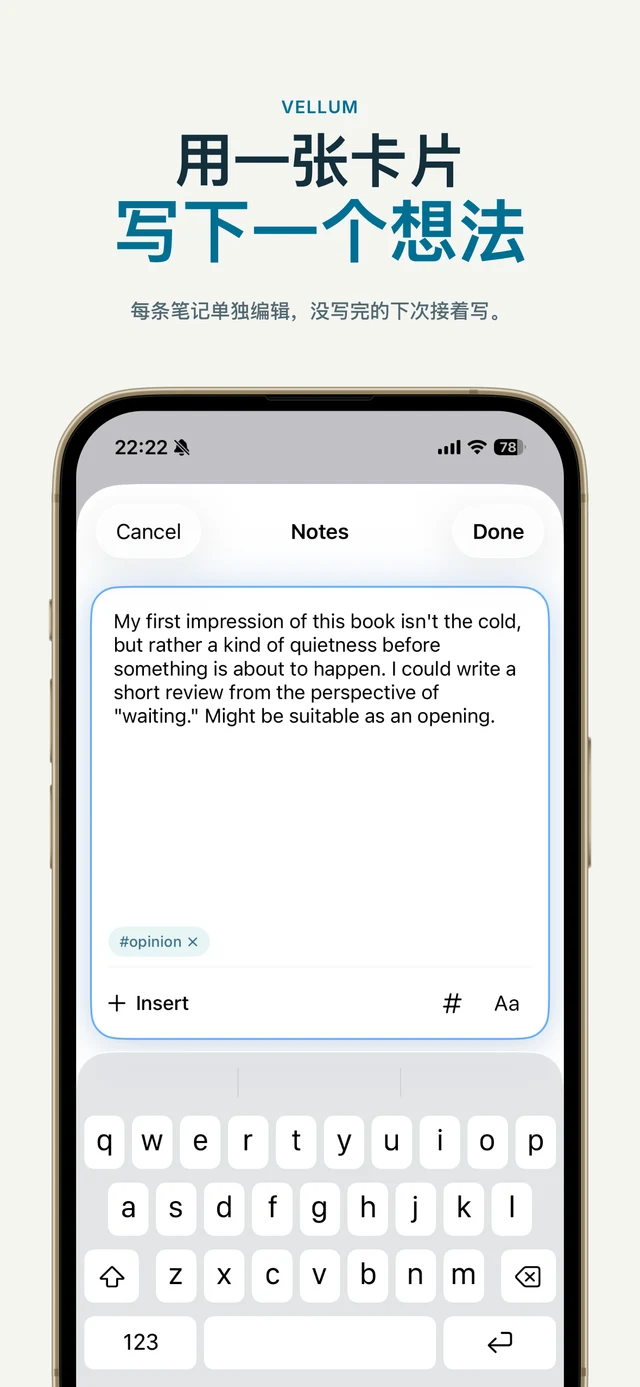 VELLUM
用一张卡片
写下一个想法
每条笔记单独编辑，没写完的下次接着写。
22:22 78
Cancel Notes Done
My first impression of this book isn't the cold,
but rather a kind of quietness before
something is about to happen. I could write a
short review from the perspective of
"waiting." Might be suitable as an opening.
#opinion ×
+ Insert # Aa
q w e r t y u i o p
a s d f g h j k l
z x c v b n m
123